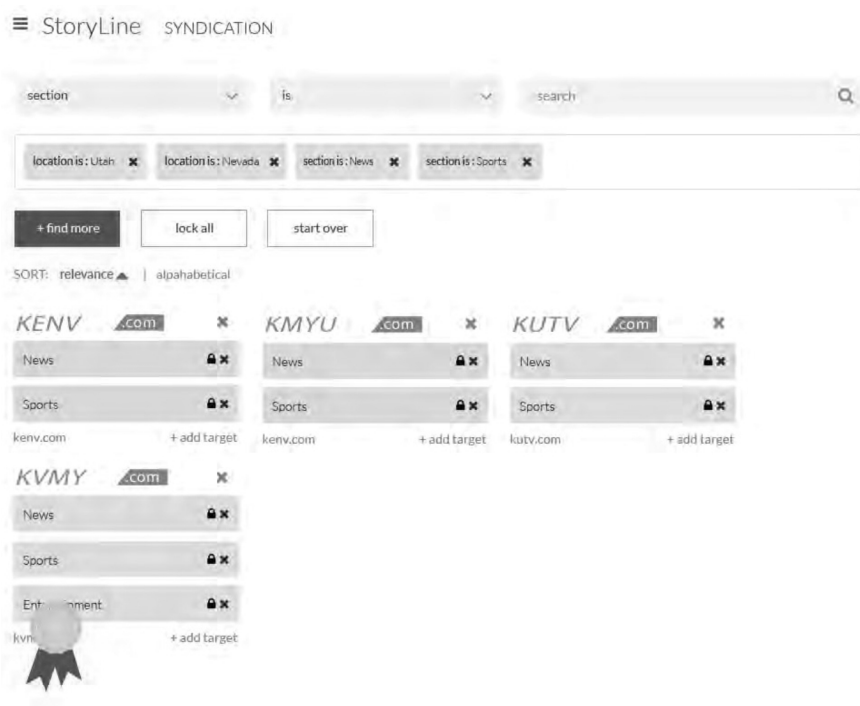 StoryLine SYNDICATION
section is search
location is : Utah location is : Nevada section is : News section is : Sports
+ find more lock all start over
SORT: relevance | alpahabetical
KENV .com KMYU .com KUTV .com
News News News
Sports Sports Sports
kenv.com + add target kenv.com + add target kutv.com + add target
KVMY .com
News
Sports
+ add target